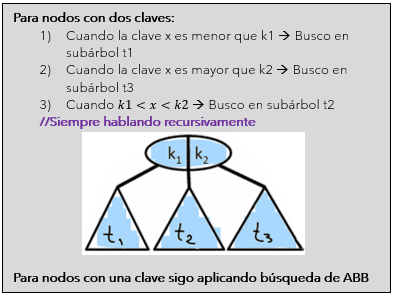 Para nodos con dos claves:
1) Cuando la clave x es menor que k1 → Busco en
subárbol t1
2) Cuando la clave x es mayor que k2 → Busco en
subárbol t3
3) Cuando k1 < x < k2 → Busco en subárbol t2
//Siempre hablando recursivamente
k₁ k₂
t₁ t₂ t₃
Para nodos con una clave sigo aplicando búsqueda de ABB